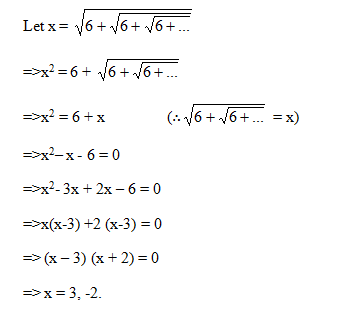 Let x = √(6 + √(6 + √(6 + ...
=>x² = 6 + √(6 + √(6 + ...
=>x² = 6 + x (∴ √(6 + √(6 + ... = x)
=>x²– x - 6 = 0
=>x²- 3x + 2x – 6 = 0
=>x(x-3) +2 (x-3) = 0
=> (x – 3) (x + 2) = 0
=> x = 3, -2.